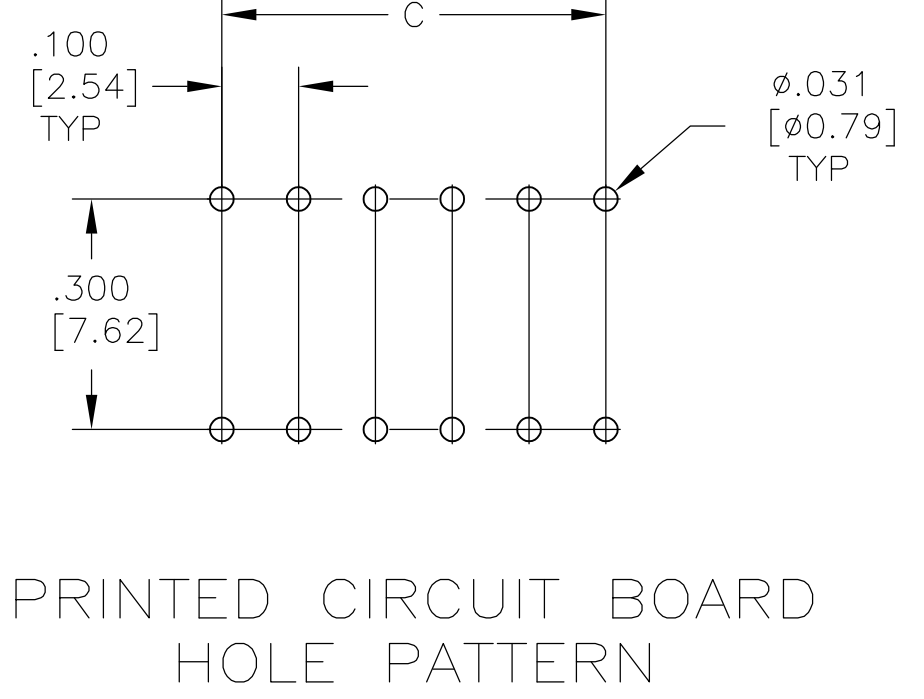 C
.100
[2.54]
TYP
ø.031
[ø0.79]
TYP
.300
[7.62]
PRINTED CIRCUIT BOARD
HOLE PATTERN